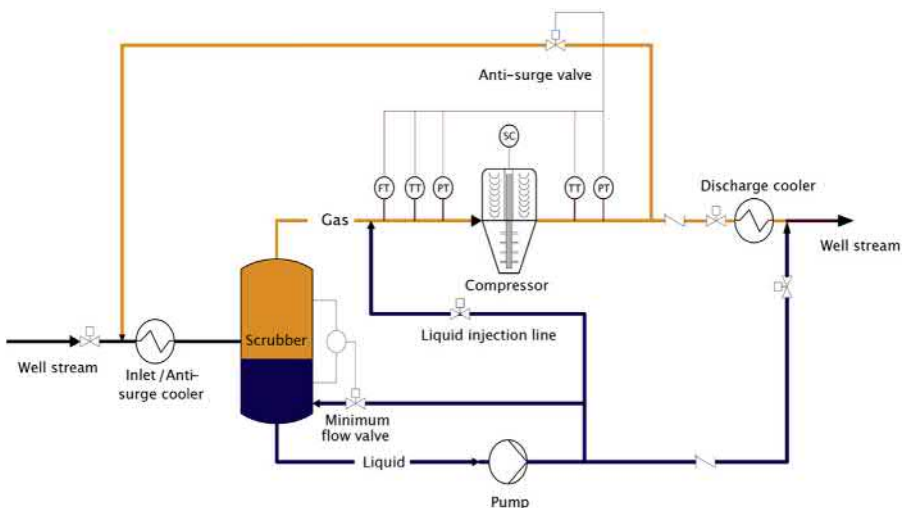 Anti-surge valve
SC
FT
TT
PT
TT
PT
Discharge cooler
Gas
Well stream
Compressor
Scrubber
Liquid injection line
Well stream
Inlet/Anti-
surge cooler
Minimum
flow valve
Liquid
Pump